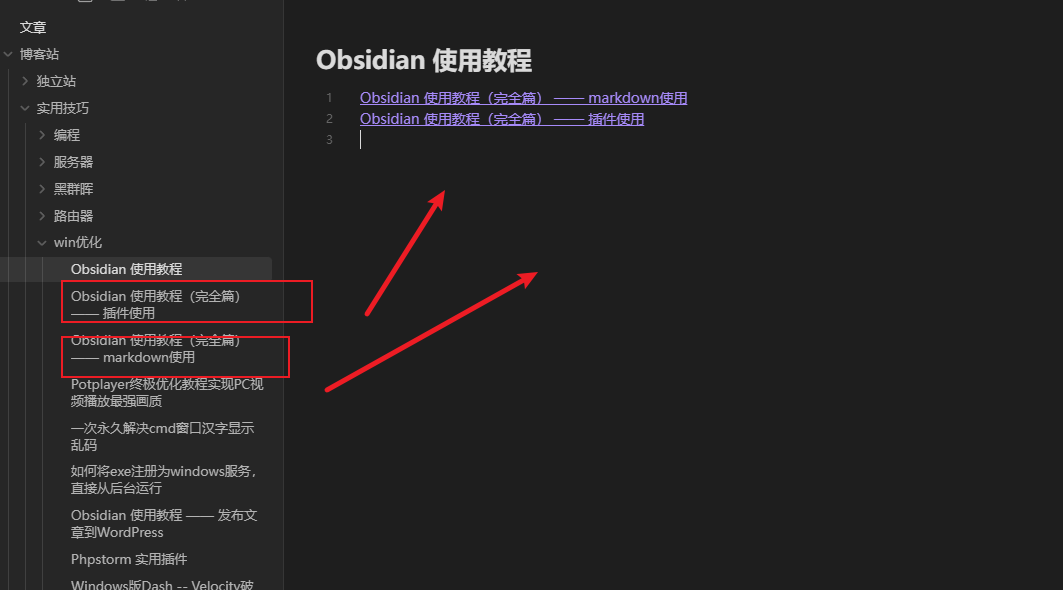 文章
博客站
独立站
实用技巧
编程
服务器
黑群晖
路由器
win优化
Obsidian 使用教程
Obsidian 使用教程（完全篇）
—— 插件使用
Obsidian 使用教程（完全篇）
—— markdown使用
Potplayer终极优化教程实现PC视
频播放最强画质
一次永久解决cmd窗口汉字显示
乱码
如何将exe注册为windows服务，
直接从后台运行
Obsidian 使用教程 —— 发布文
章到WordPress
Phpstorm 实用插件
Windows版Dash -- Velocity破
Obsidian 使用教程
1 Obsidian 使用教程（完全篇） —— markdown使用
2 Obsidian 使用教程（完全篇） —— 插件使用
3